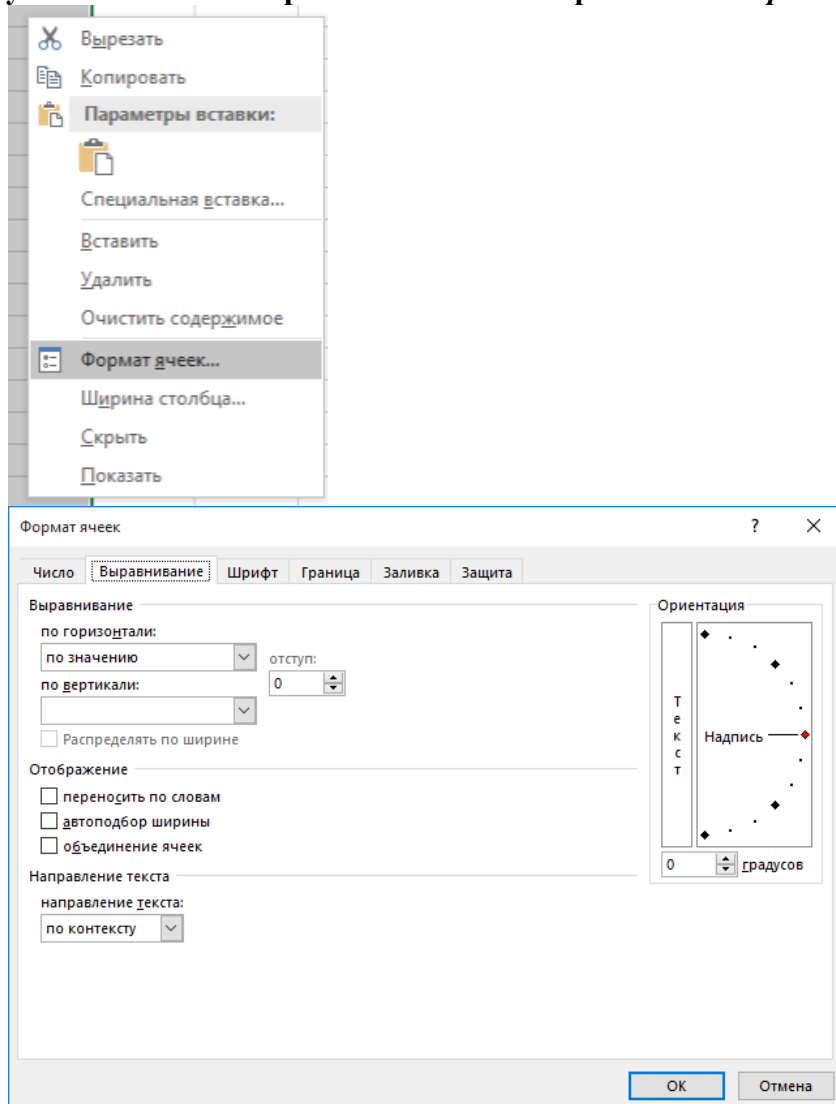 Вырезать
Копировать
Параметры вставки:
Специальная вставка...
Вставить
Удалить
Очистить содержимое
Формат ячеек...
Ширина столбца...
Скрыть
Показать
Формат ячеек ? ×
Число Выравнивание Шрифт Граница Заливка Защита
Выравнивание
по горизонтали:
по значению
отступ:
0
по вертикали:
Распределять по ширине
Отображение
переносить по словам
автоподбор ширины
объединение ячеек
Направление текста
направление текста:
по контексту
Ориентация
Текст
Надпись
0 градусов
ОК Отмена